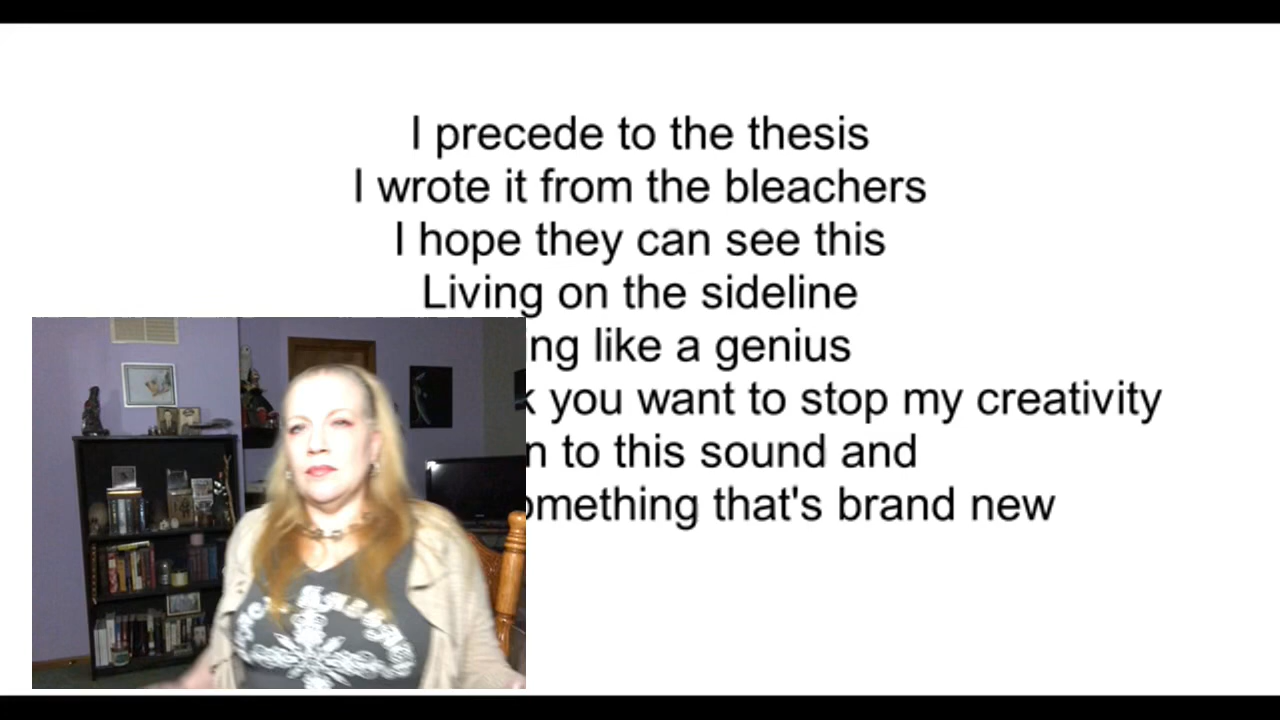 I precede to the thesis
I wrote it from the bleachers
I hope they can see this
Living on the sideline
ng like a genius
k you want to stop my creativity
n to this sound and
omething that's brand new